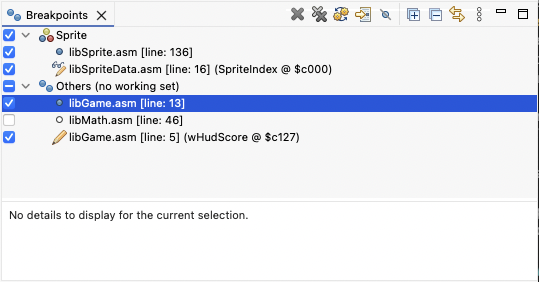 Breakpoints
Sprite
libSprite.asm [line: 136]
libSpriteData.asm [line: 16] (SpriteIndex @ $c000)
Others (no working set)
libGame.asm [line: 13]
libMath.asm [line: 46]
libGame.asm [line: 5] (wHudScore @ $c127)
No details to display for the current selection.